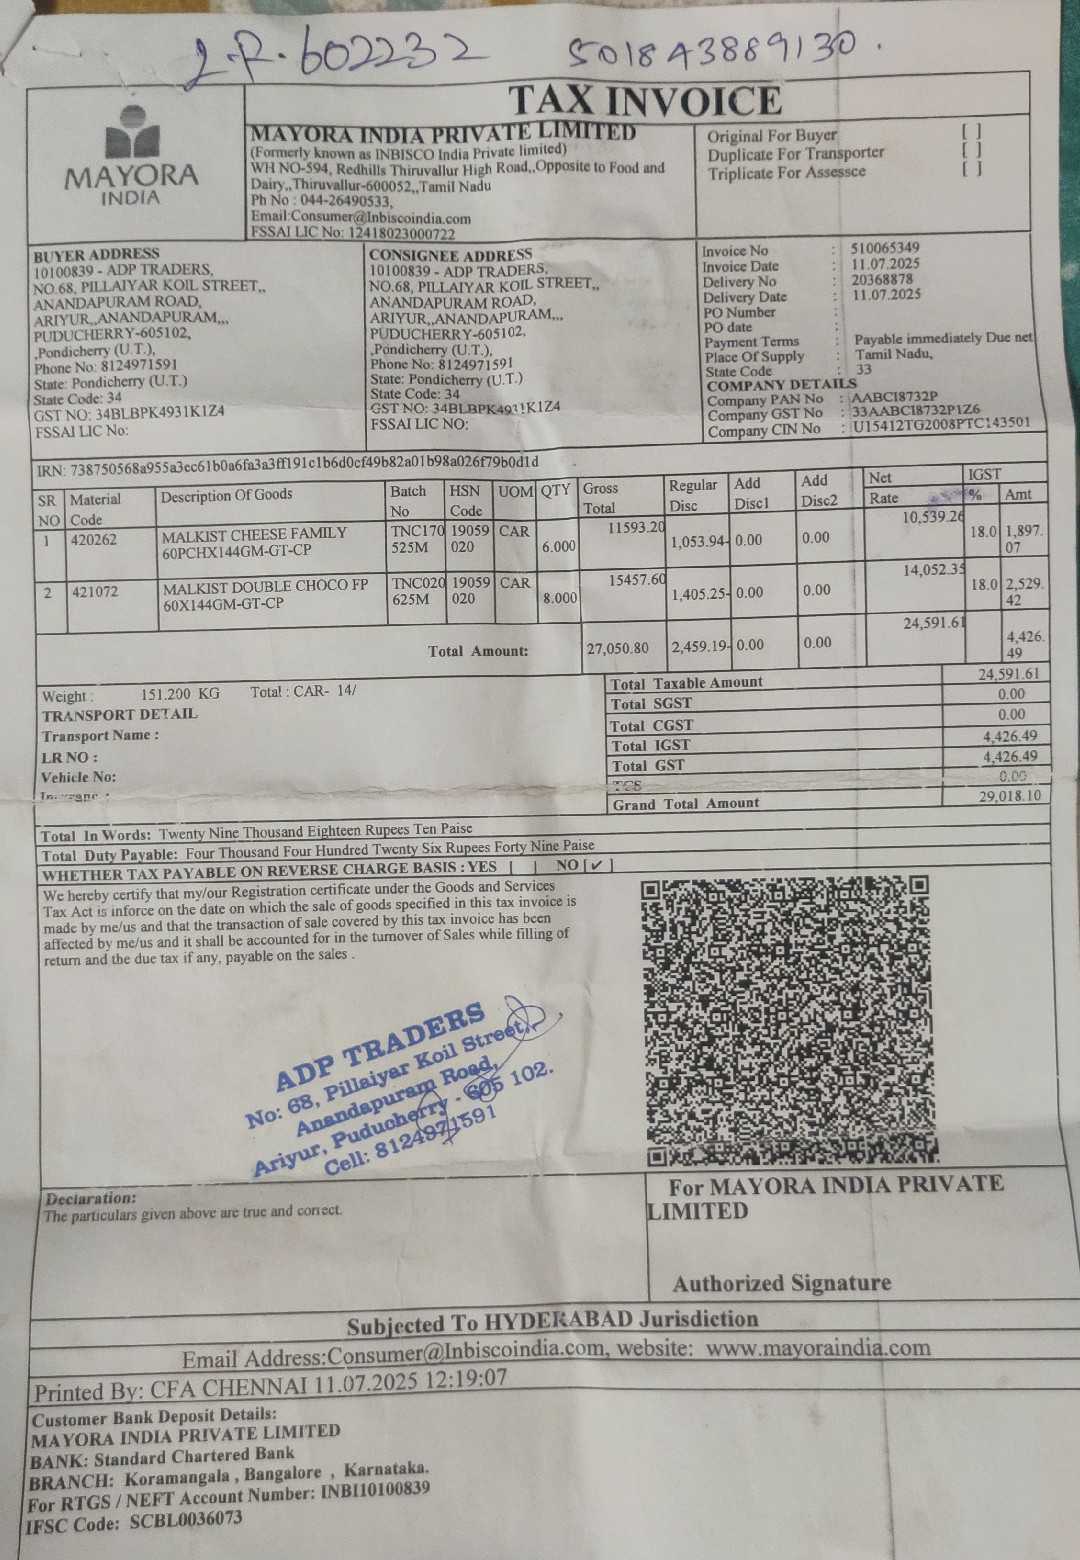 L.R. 602232 501843889130.
TAX INVOICE
MAYORA
INDIA
MAYORA INDIA PRIVATE LIMITED
(Formerly known as INBISCO India Private limited)
WH NO-594, Redhills Thiruvallur High Road,,Opposite to Food and
Dairy,,Thiruvallur-600052,,Tamil Nadu
Ph No : 044-26490533,
Email:Consumer@Inbiscoindia.com
FSSAI LIC No: 12418023000722
Original For Buyer [ ]
Duplicate For Transporter [ ]
Triplicate For Assessce [ ]
BUYER ADDRESS
10100839 - ADP TRADERS,
NO.68, PILLAIYAR KOIL STREET,,
ANANDAPURAM ROAD,
ARIYUR,,ANANDAPURAM,,,
PUDUCHERRY-605102,
,Pondicherry (U.T.),
Phone No: 8124971591
State: Pondicherry (U.T.)
State Code: 34
GST NO: 34BLBPK4931K1Z4
FSSAI LIC No:
CONSIGNEE ADDRESS
10100839 - ADP TRADERS,
NO.68, PILLAIYAR KOIL STREET,,
ANANDAPURAM ROAD,
ARIYUR,,ANANDAPURAM,,,
PUDUCHERRY-605102,
,Pondicherry (U.T.),
Phone No: 8124971591
State: Pondicherry (U.T.)
State Code: 34
GST NO: 34BLBPK4931K1Z4
FSSAI LIC NO:
Invoice No : 510065349
Invoice Date : 11.07.2025
Delivery No : 20368878
Delivery Date : 11.07.2025
PO Number :
PO date :
Payment Terms : Payable immediately Due net
Place Of Supply : Tamil Nadu,
State Code : 33
COMPANY DETAILS
Company PAN No : AABCI8732P
Company GST No : 33AABCI8732P1Z6
Company CIN No : U15412TG2008PTC143501
IRN: 738750568a955a3cc61b0a6fa3a3ff191c1b6d0cf49b82a01b98a026f79b0d1d
SR NO Material Code Description Of Goods Batch No HSN Code UOM QTY Gross Total Regular Disc Add Disc1 Add Disc2 Net Rate IGST % Amt
1 420262 MALKIST CHEESE FAMILY 60PCHX144GM-GT-CP TNC170525M 19059020 CAR 6.000 11593.20 1,053.94- 0.00 0.00 10,539.26 18.0 1,897.07
2 421072 MALKIST DOUBLE CHOCO FP 60X144GM-GT-CP TNC020625M 19059020 CAR 8.000 15457.60 1,405.25- 0.00 0.00 14,052.35 18.0 2,529.42
Total Amount: 27,050.80 2,459.19- 0.00 0.00 24,591.61 4,426.49
Weight : 151.200 KG Total : CAR- 14/
TRANSPORT DETAIL
Transport Name :
LR NO :
Vehicle No:
Total Taxable Amount 24,591.61
Total SGST 0.00
Total CGST 0.00
Total IGST 4,426.49
Total GST 4,426.49
TCS 0.00
Grand Total Amount 29,018.10
Total In Words: Twenty Nine Thousand Eighteen Rupees Ten Paise
Total Duty Payable: Four Thousand Four Hundred Twenty Six Rupees Forty Nine Paise
WHETHER TAX PAYABLE ON REVERSE CHARGE BASIS : YES [ ] NO [✓]
We hereby certify that my/our Registration certificate under the Goods and Services
Tax Act is inforce on the date on which the sale of goods specified in this tax invoice is
made by me/us and that the transaction of sale covered by this tax invoice has been
affected by me/us and it shall be accounted for in the turnover of Sales while filling of
return and the due tax if any, payable on the sales .
ADP TRADERS
No: 68, Pillaiyar Koil Street,
Anandapuram Road,
Ariyur, Puducherry - 605 102.
Cell: 8124971591
Declaration:
The particulars given above are true and correct.
For MAYORA INDIA PRIVATE
LIMITED
Authorized Signature
Subjected To HYDERABAD Jurisdiction
Email Address:Consumer@Inbiscoindia.com, website: www.mayoraindia.com
Printed By: CFA CHENNAI 11.07.2025 12:19:07
Customer Bank Deposit Details:
MAYORA INDIA PRIVATE LIMITED
BANK: Standard Chartered Bank
BRANCH: Koramangala , Bangalore , Karnataka.
For RTGS / NEFT Account Number: INBI10100839
IFSC Code: SCBL0036073